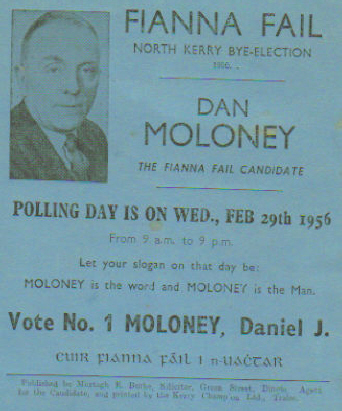 FIANNA FAIL
NORTH KERRY BYE-ELECTION
1956.
DAN
MOLONEY
THE FIANNA FAIL CANDIDATE
POLLING DAY IS ON WED., FEB 29th 1956
From 9 a.m. to 9 p.m.
Let your slogan on that day be:
MOLONEY is the word and MOLONEY is the Man.
Vote No. 1 MOLONEY, Daniel J.
cuir fianna fáil i n-uachtar
Published by Murtagh Solicitor, Green Street, Dingle, Agent
for the Candidate, and printed by the Kerry Champion Ltd., Tralee.